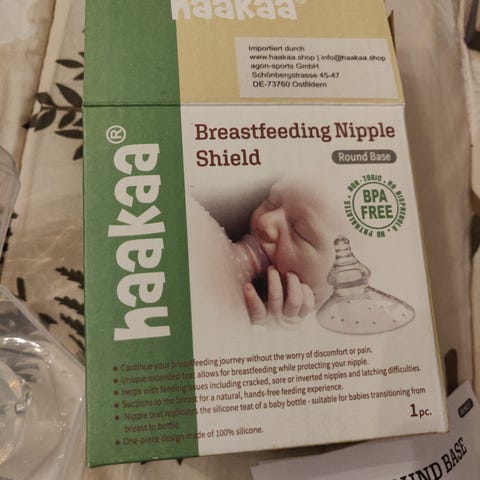 haakaa®
Importiert durch
www.haakaa.shop | info@haakaa.shop
agon-sports GmbH
Schönbergstrasse 45-47
DE-73760 Ostfildern
haakaa®
Breastfeeding Nipple
Shield
Round Base
NON-TOXIC • NO BISPHENOLA • NO PHTHALATES •
BPA
FREE
• Continue your breastfeeding journey without the worry of discomfort or pain.
• Unique extended teat allows for breastfeeding while protecting your nipple.
• Helps with feeding issues including cracked, sore or inverted nipples and latching difficulties.
• Suctions to the breast for a natural, hands-free feeding experience.
• Nipple teat replicates the silicone teat of a baby bottle - suitable for babies transitioning from
breast to bottle.
• One-piece design made of 100% silicone.
1 pc.
ROUND BASE